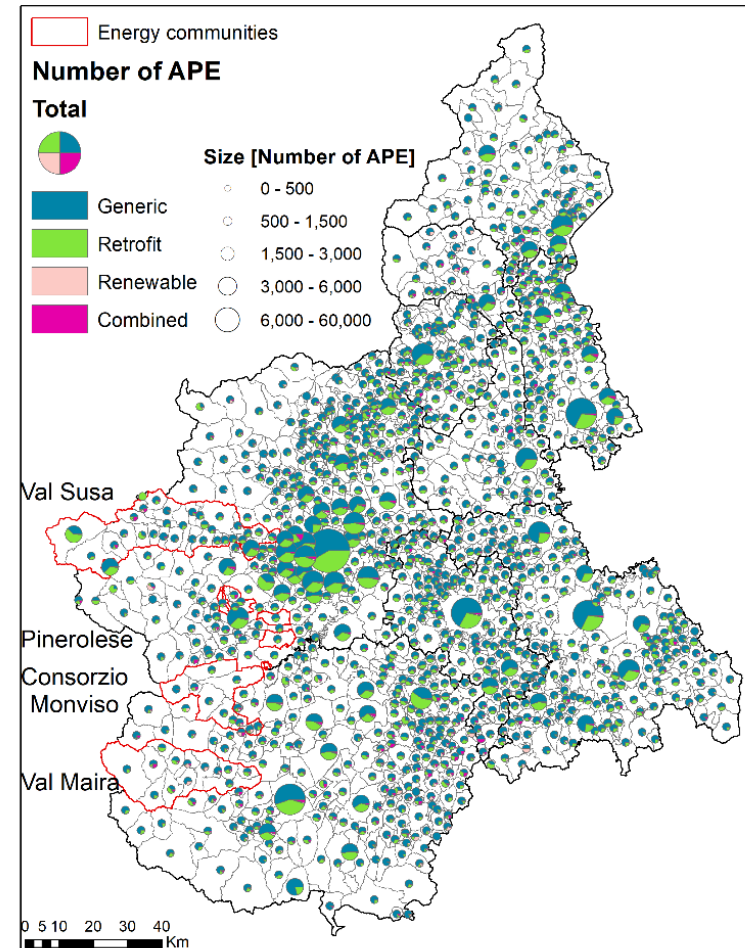 Energy communities
Number of APE
Total
Generic
Retrofit
Renewable
Combined
Size [Number of APE]
0 - 500
500 - 1,500
1,500 - 3,000
3,000 - 6,000
6,000 - 60,000
Val Susa
Pinerolese
Consorzio
Monviso
Val Maira
0 5 10 20 30 40
Km